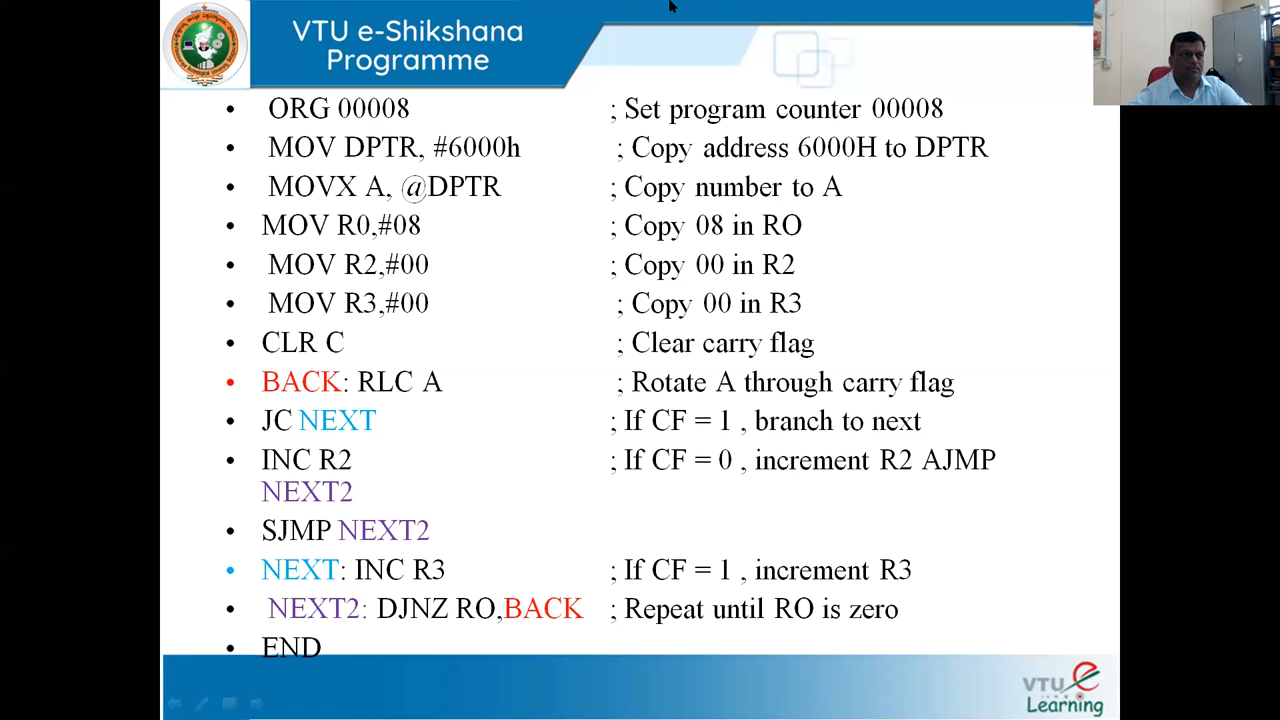 VTU e-Shikshana
Programme
• ORG 00008 ; Set program counter 00008
• MOV DPTR, #6000h ; Copy address 6000H to DPTR
• MOVX A, @DPTR ; Copy number to A
• MOV R0,#08 ; Copy 08 in RO
• MOV R2,#00 ; Copy 00 in R2
• MOV R3,#00 ; Copy 00 in R3
• CLR C ; Clear carry flag
• BACK: RLC A ; Rotate A through carry flag
• JC NEXT ; If CF = 1 , branch to next
• INC R2 ; If CF = 0 , increment R2 AJMP
NEXT2
• SJMP NEXT2
• NEXT: INC R3 ; If CF = 1 , increment R3
• NEXT2: DJNZ RO,BACK ; Repeat until RO is zero
• END
VTU e
Learning